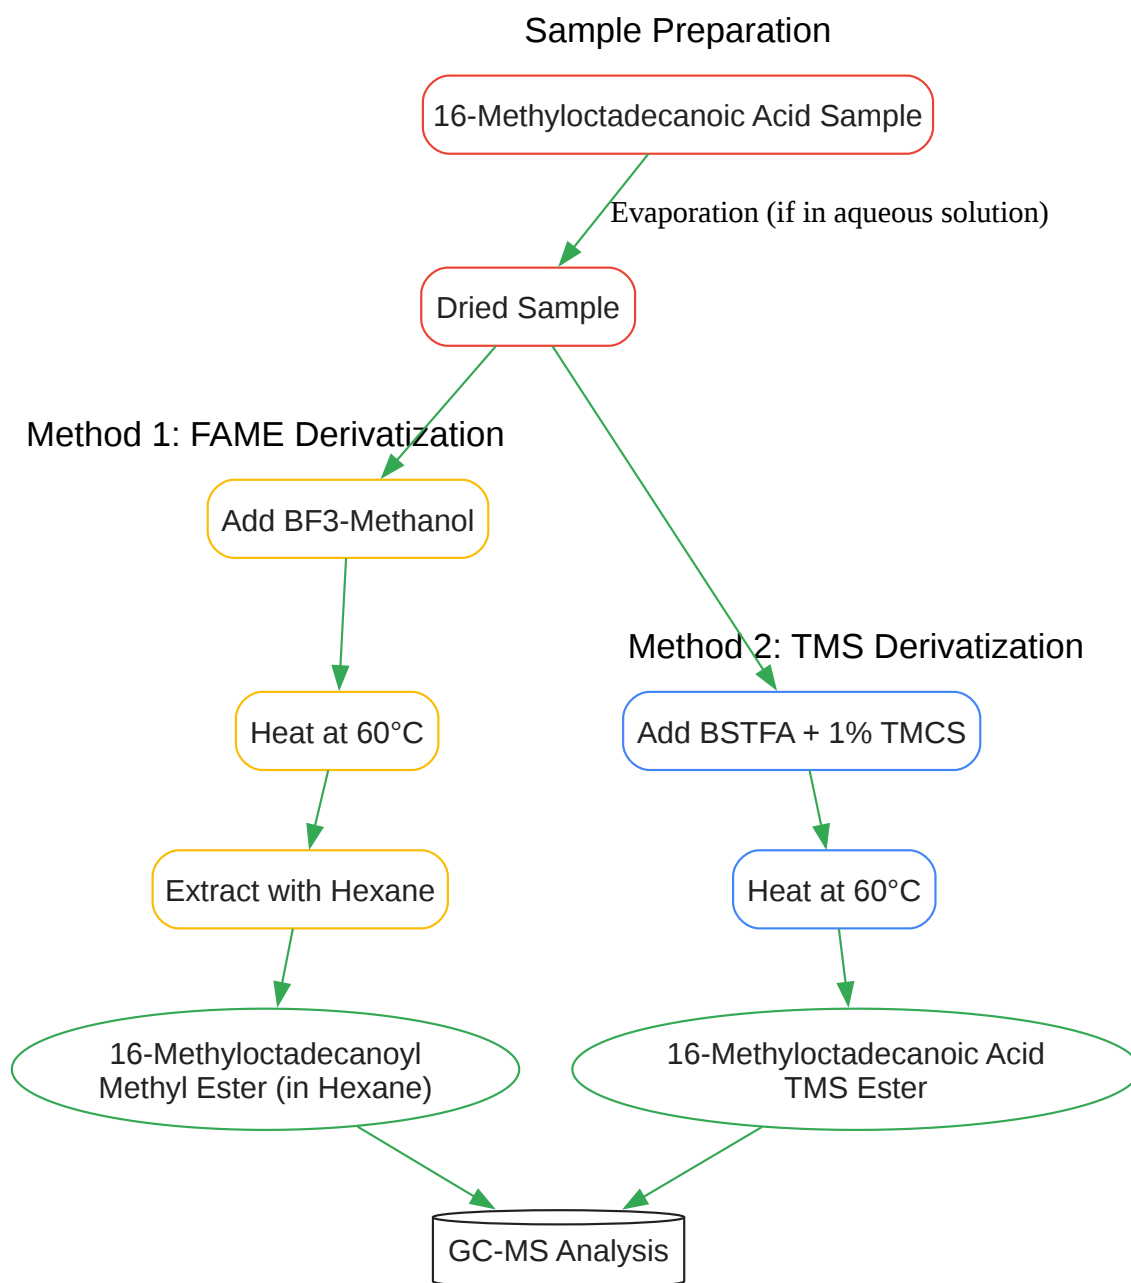 Sample Preparation
16-Methyloctadecanoic Acid Sample
Evaporation (if in aqueous solution)
Dried Sample
Method 1: FAME Derivatization
Add BF3-Methanol
Heat at 60°C
Extract with Hexane
16-Methyloctadecanoyl
Methyl Ester (in Hexane)
Method 2: TMS Derivatization
Add BSTFA + 1% TMCS
Heat at 60°C
16-Methyloctadecanoic Acid
TMS Ester
GC-MS Analysis